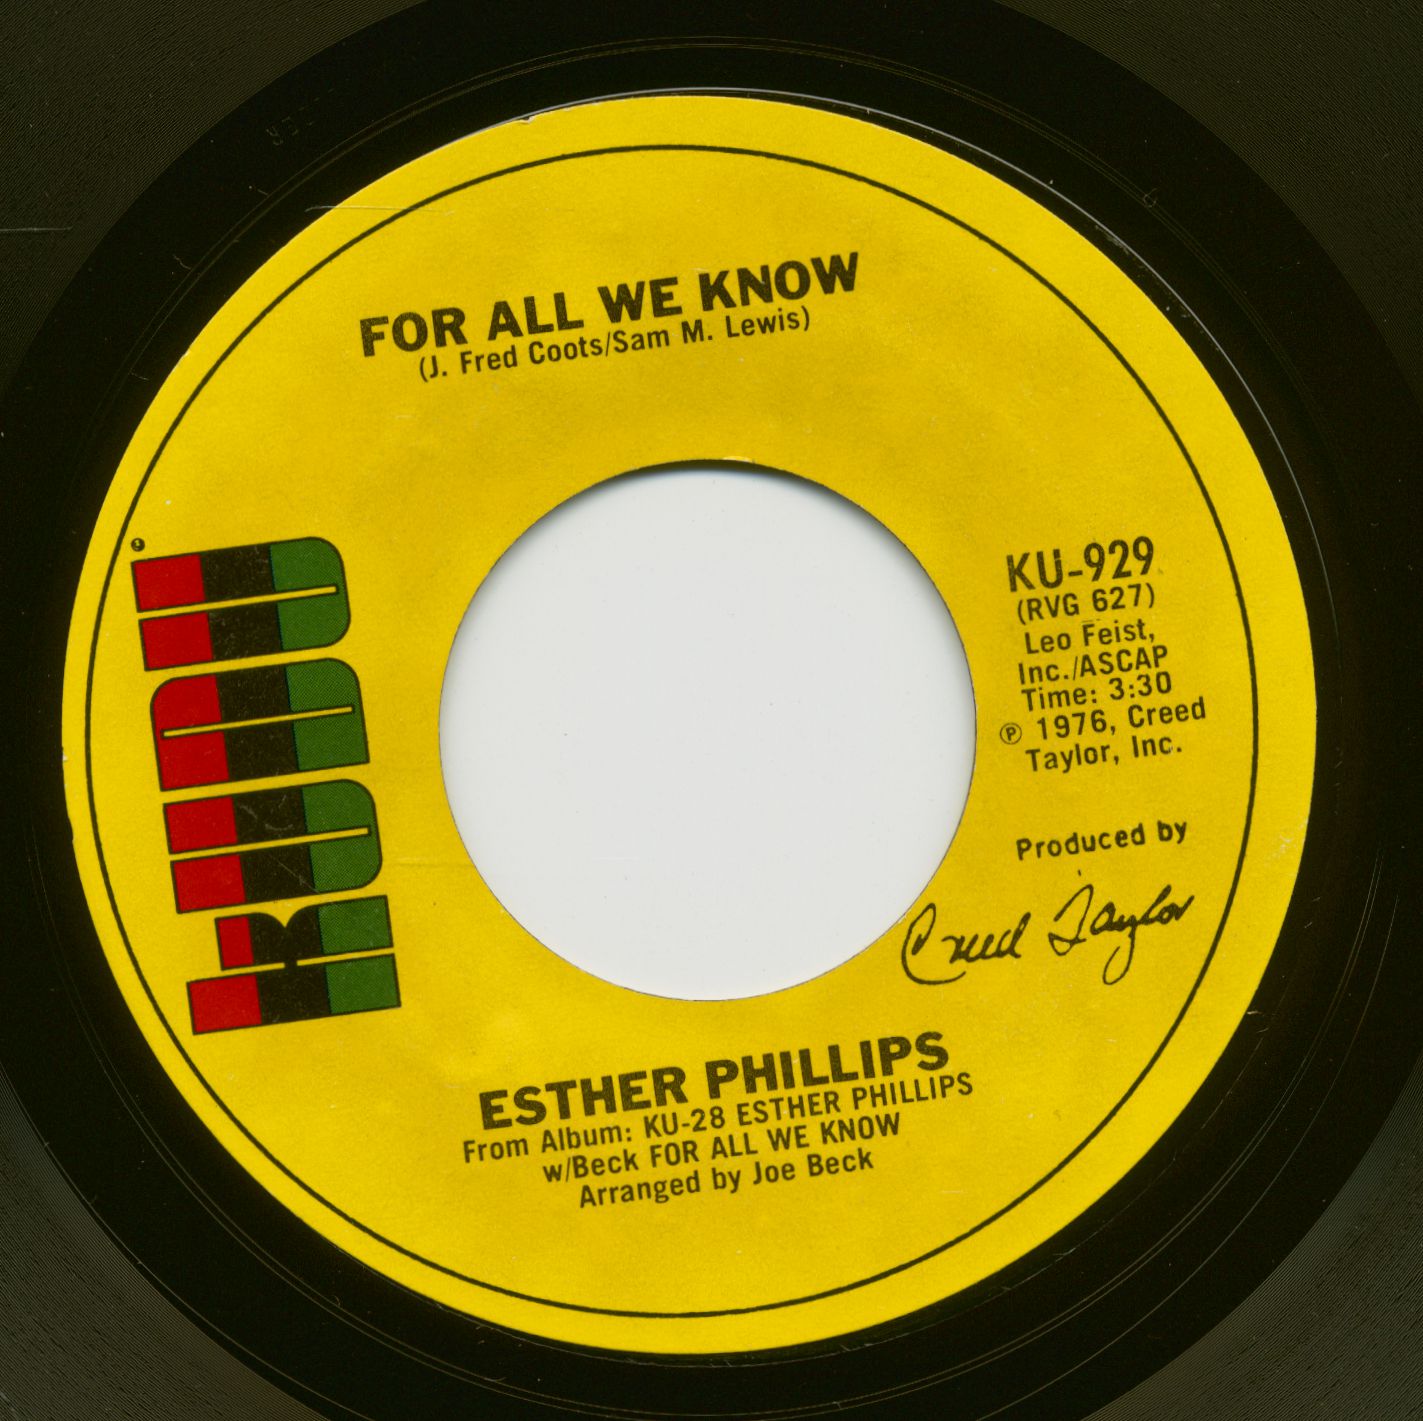 FOR ALL WE KNOW
(J. Fred Coots/Sam M. Lewis)
KUDU
KU-929
(RVG 627)
Leo Feist,
Inc./ASCAP
Time: 3:30
℗ 1976, Creed
Taylor, Inc.
Produced by
Creed Taylor
ESTHER PHILLIPS
From Album: KU-28 ESTHER PHILLIPS
w/Beck FOR ALL WE KNOW
Arranged by Joe Beck